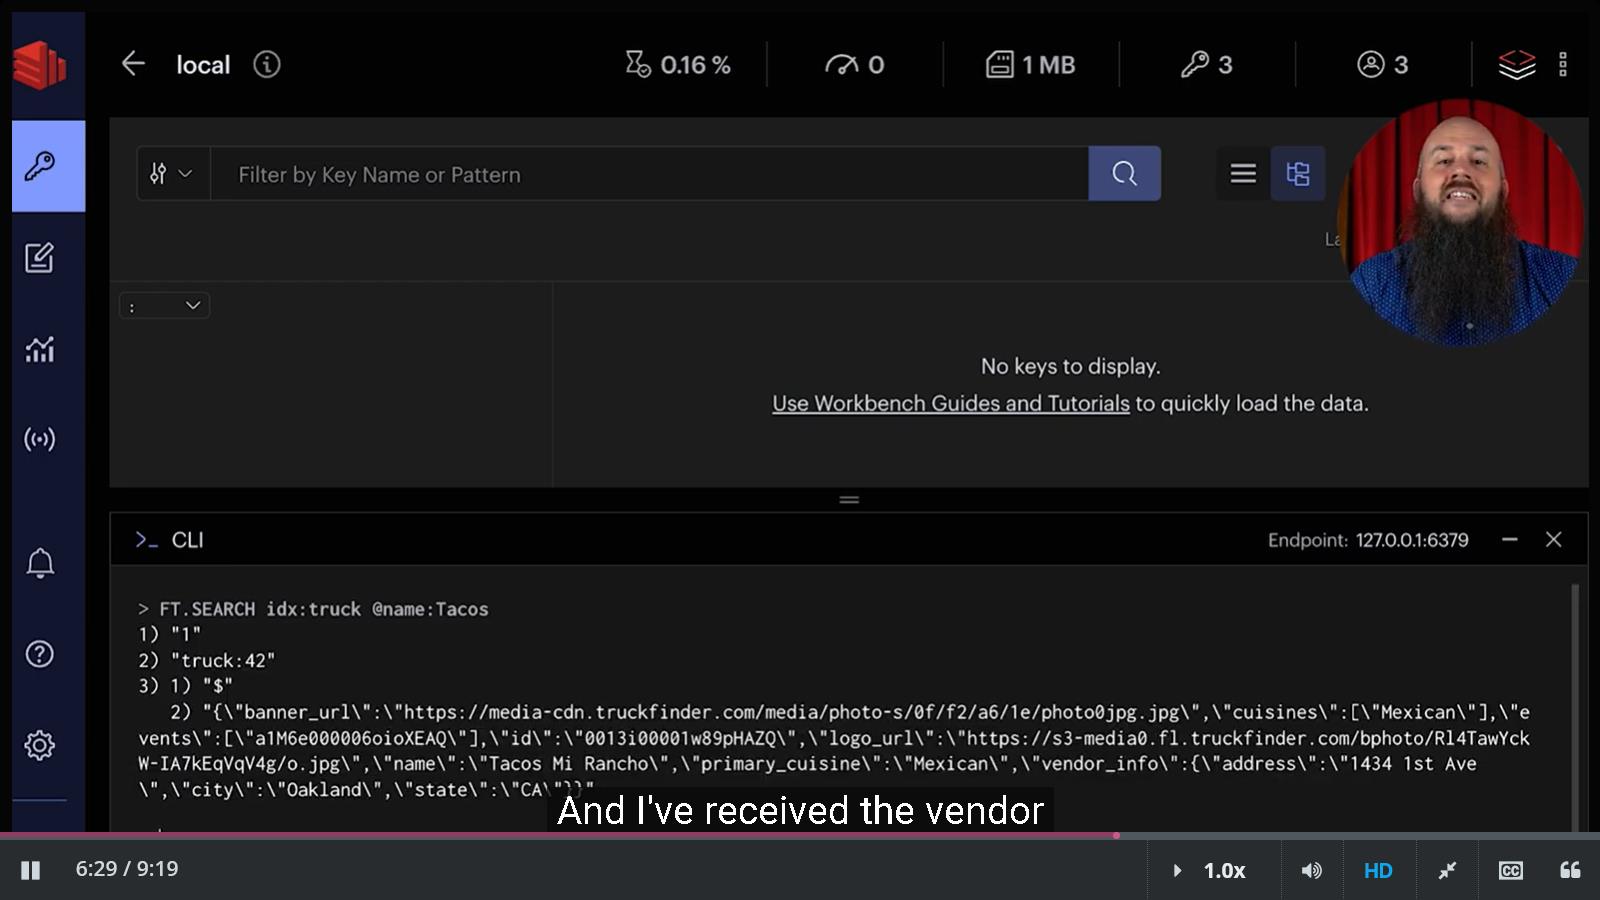 local
0.16 %
0
1 MB
3
3
Filter by Key Name or Pattern
:
No keys to display.
Use Workbench Guides and Tutorials to quickly load the data.
>_ CLI
Endpoint: 127.0.0.1:6379
> FT.SEARCH idx:truck @name:Tacos
1) "1"
2) "truck:42"
3) 1) "$"
2) "{\"banner_url\":\"https://media-cdn.truckfinder.com/media/photo-s/0f/f2/a6/1e/photo0jpg.jpg\",\"cuisines\":[\"Mexican\"],\"e
vents\":[\"a1M6e000006oioXEAQ\"],\"id\":\"0013i00001w89pHAZQ\",\"logo_url\":\"https://s3-media0.fl.truckfinder.com/bphoto/Rl4TawYck
W-IA7kEqVqV4g/o.jpg\",\"name\":\"Tacos Mi Rancho\",\"primary_cuisine\":\"Mexican\",\"vendor_info\":{\"address\":\"1434 1st Ave
\",\"city\":\"Oakland\",\"state\":\"CA\"}}"
And I've received the vendor
6:29 / 9:19
1.0x
HD
CC